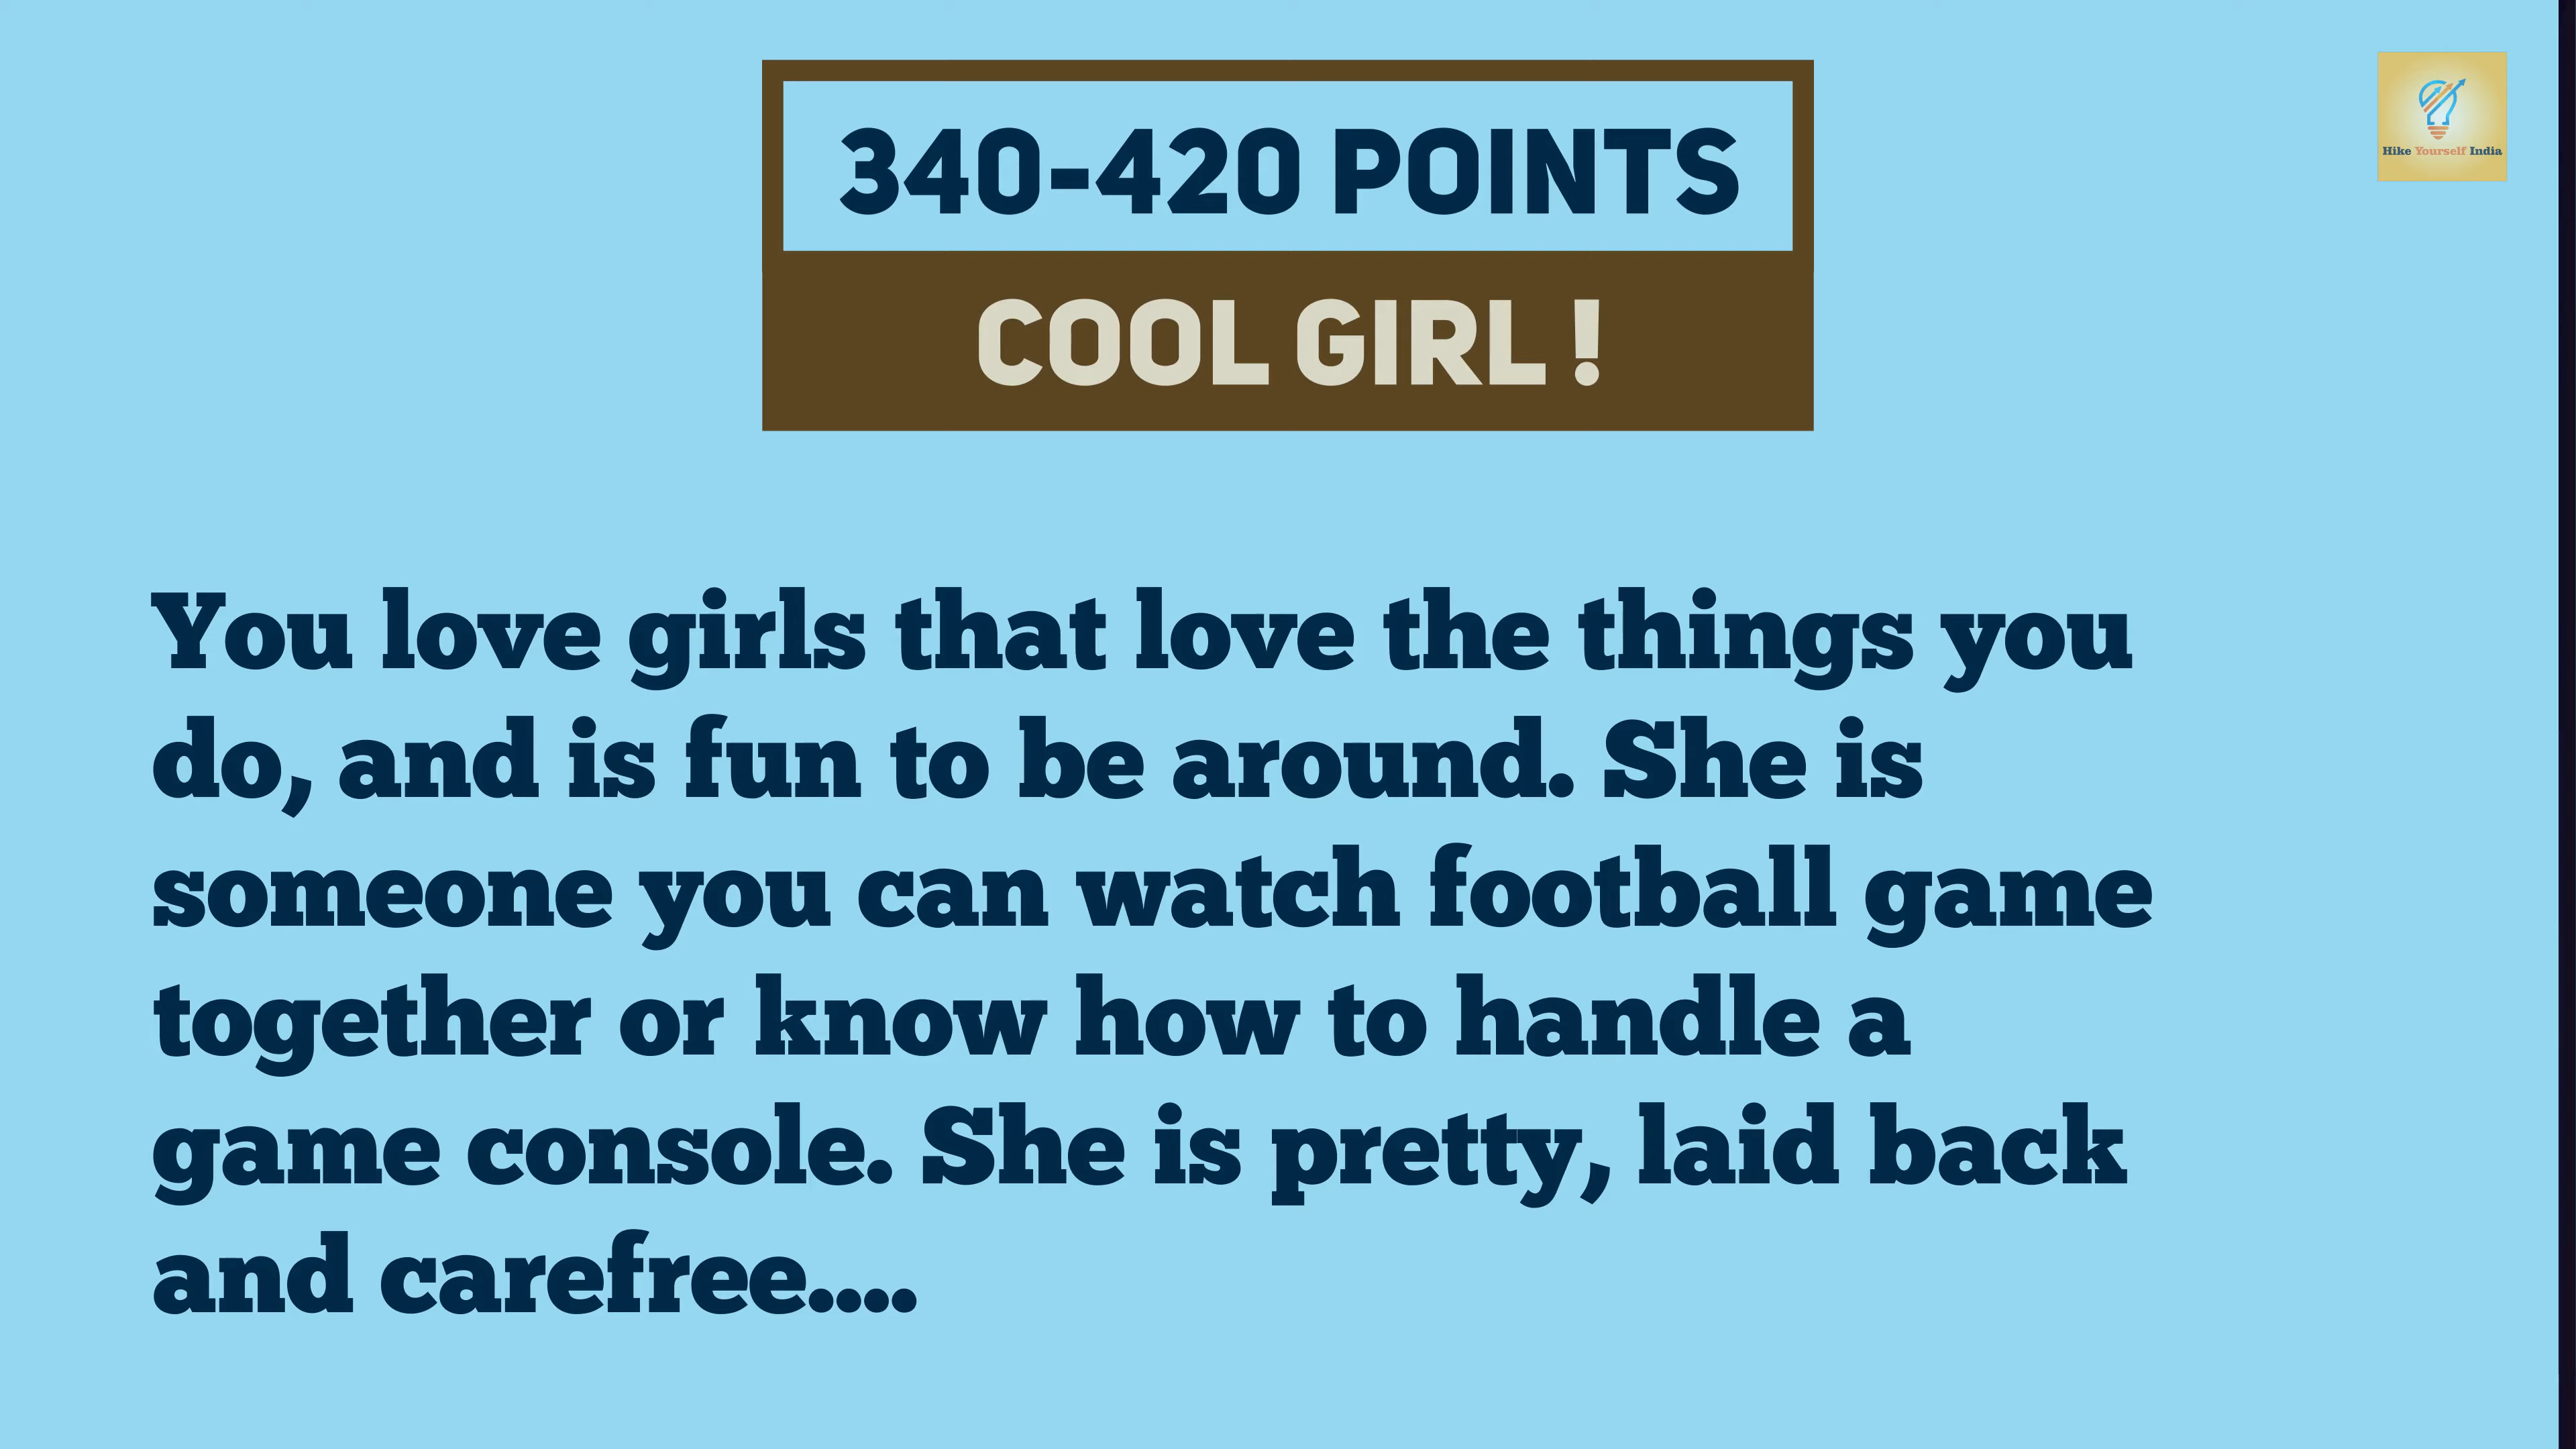 340-420 POINTS
COOL GIRL !
Hike Yourself India
You love girls that love the things you
do, and is fun to be around. She is
someone you can watch football game
together or know how to handle a
game console. She is pretty, laid back
and carefree....